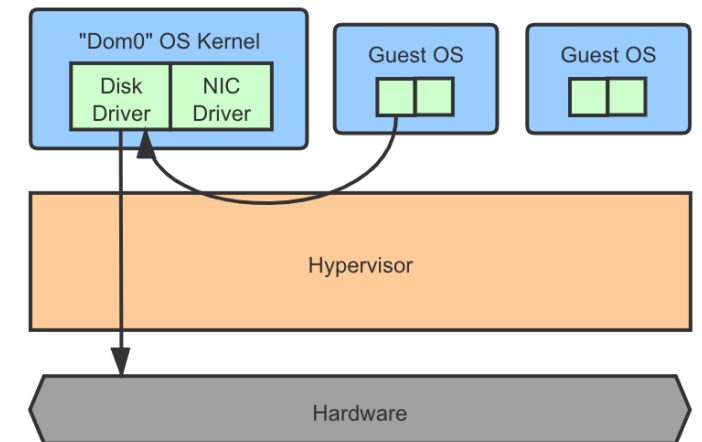 "Dom0" OS Kernel
Disk
Driver
NIC
Driver
Guest OS
Guest OS
Hypervisor
Hardware